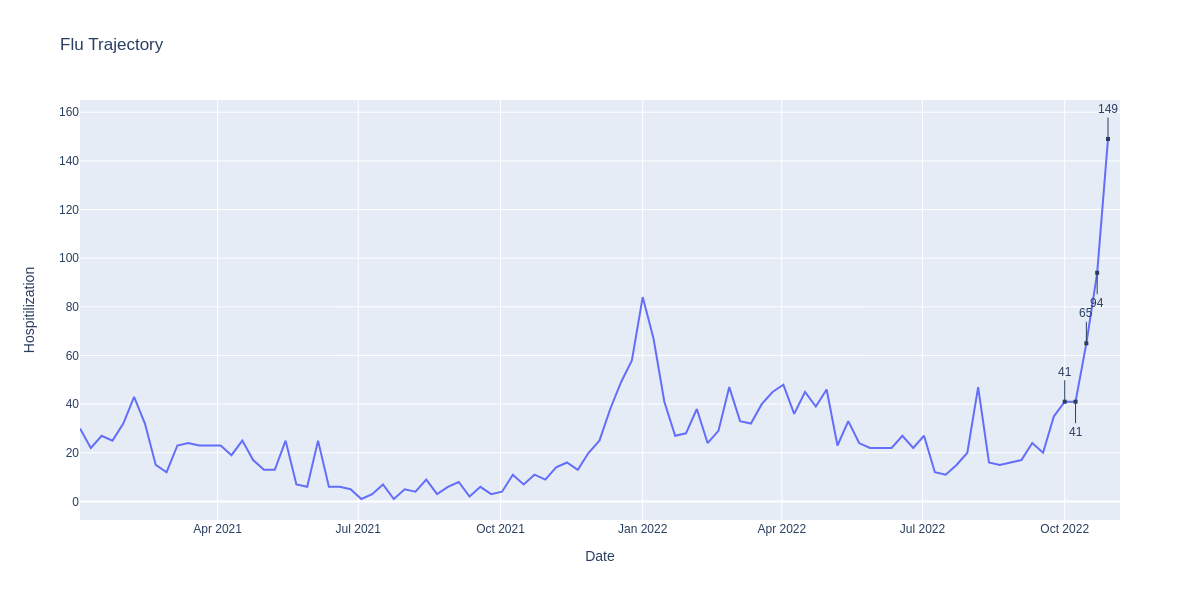 Flu Trajectory
160
140
120
100
80
60
40
20
0
Hospitilization
149
94
65
41
41
Apr 2021
Jul 2021
Oct 2021
Jan 2022
Apr 2022
Jul 2022
Oct 2022
Date